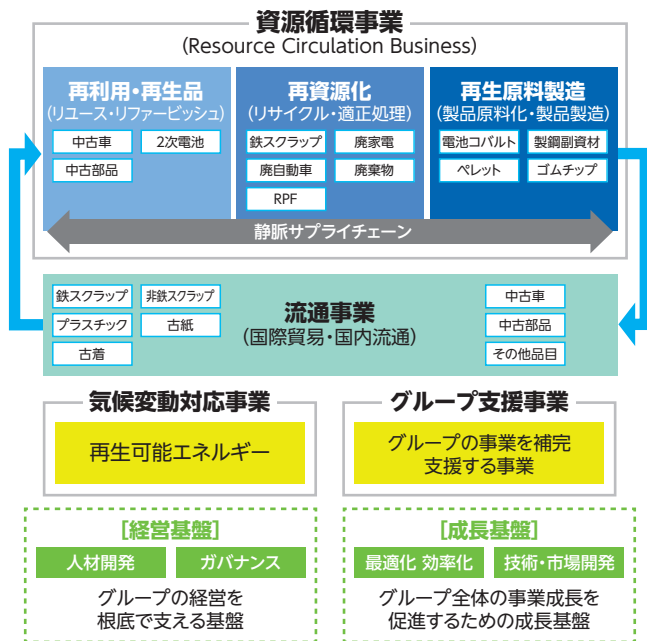 資源循環事業
(Resource Circulation Business)
再利用・再生品
(リユース・リファービッシュ)
中古車
2次電池
中古部品
再資源化
(リサイクル・適正処理)
鉄スクラップ
廃家電
廃自動車
廃棄物
RPF
再生原料製造
(製品原料化・製品製造)
電池コバルト
製鋼副資材
ペレット
ゴムチップ
静脈サプライチェーン
鉄スクラップ
非鉄スクラップ
プラスチック
古紙
古着
流通事業
(国際貿易・国内流通)
中古車
中古部品
その他品目
気候変動対応事業
再生可能エネルギー
グループ支援事業
グループの事業を補完
支援する事業
[経営基盤]
人材開発
ガバナンス
グループの経営を
根底で支える基盤
[成長基盤]
最適化 効率化
技術・市場開発
グループ全体の事業成長を
促進するための成長基盤